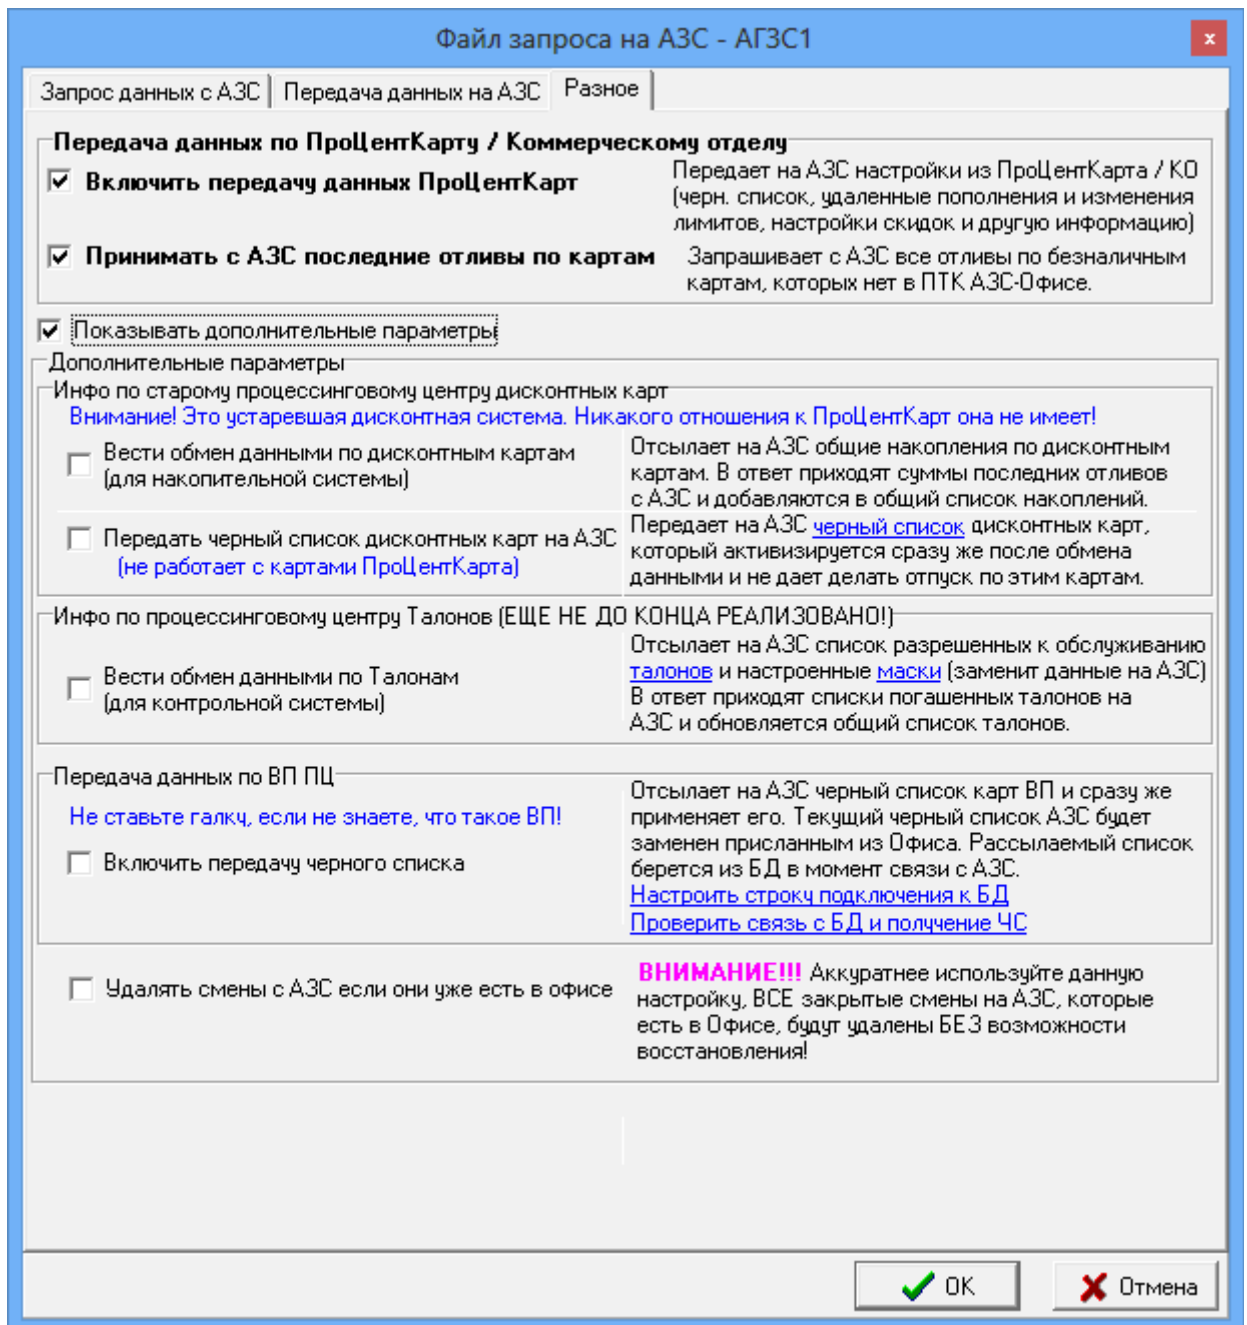 Файл запроса на АЗС - АГЗС1
x
Запрос данных с АЗС
Передача данных на АЗС
Разное
Передача данных по ПроЦентКарту / Коммерческому отделу
Включить передачу данных ПроЦентКарт
Передает на АЗС настройки из ПроЦентКарта / КО
(черн. список, удаленные пополнения и изменения
лимитов, настройки скидок и другую информацию)
Принимать с АЗС последние отливы по картам
Запрашивает с АЗС все отливы по безналичным
картам, которых нет в ПТК АЗС-Офисе.
Показывать дополнительные параметры
Дополнительные параметры
Инфо по старому процессинговому центру дисконтных карт
Внимание! Это устаревшая дисконтная система. Никакого отношения к ПроЦентКарт она не имеет!
Вести обмен данными по дисконтным картам
(для накопительной системы)
Отсылает на АЗС общие накопления по дисконтным
картам. В ответ приходят суммы последних отливов
с АЗС и добавляются в общий список накоплений.
Передать черный список дисконтных карт на АЗС
(не работает с картами ПроЦентКарта)
Передает на АЗС черный список дисконтных карт,
который активизируется сразу же после обмена
данными и не дает делать отпуск по этим картам.
Инфо по процессинговому центру Талонов (ЕЩЕ НЕ ДО КОНЦА РЕАЛИЗОВАНО!)
Вести обмен данными по Талонам
(для контрольной системы)
Отсылает на АЗС список разрешенных к обслуживанию
талонов и настроенные маски (заменит данные на АЗС)
В ответ приходят списки погашенных талонов на
АЗС и обновляется общий список талонов.
Передача данных по ВП ПЦ
Не ставьте галку, если не знаете, что такое ВП!
Включить передачу черного списка
Отсылает на АЗС черный список карт ВП и сразу же
применяет его. Текущий черный список АЗС будет
заменен присланным из Офиса. Рассылаемый список
берется из БД в момент связи с АЗС.
Настроить строку подключения к БД
Проверить связь с БД и получение ЧС
Удалять смены с АЗС если они уже есть в офисе
ВНИМАНИЕ!!! Аккуратнее используйте данную
настройку, ВСЕ закрытые смены на АЗС, которые
есть в Офисе, будут удалены БЕЗ возможности
восстановления!
OK
Отмена